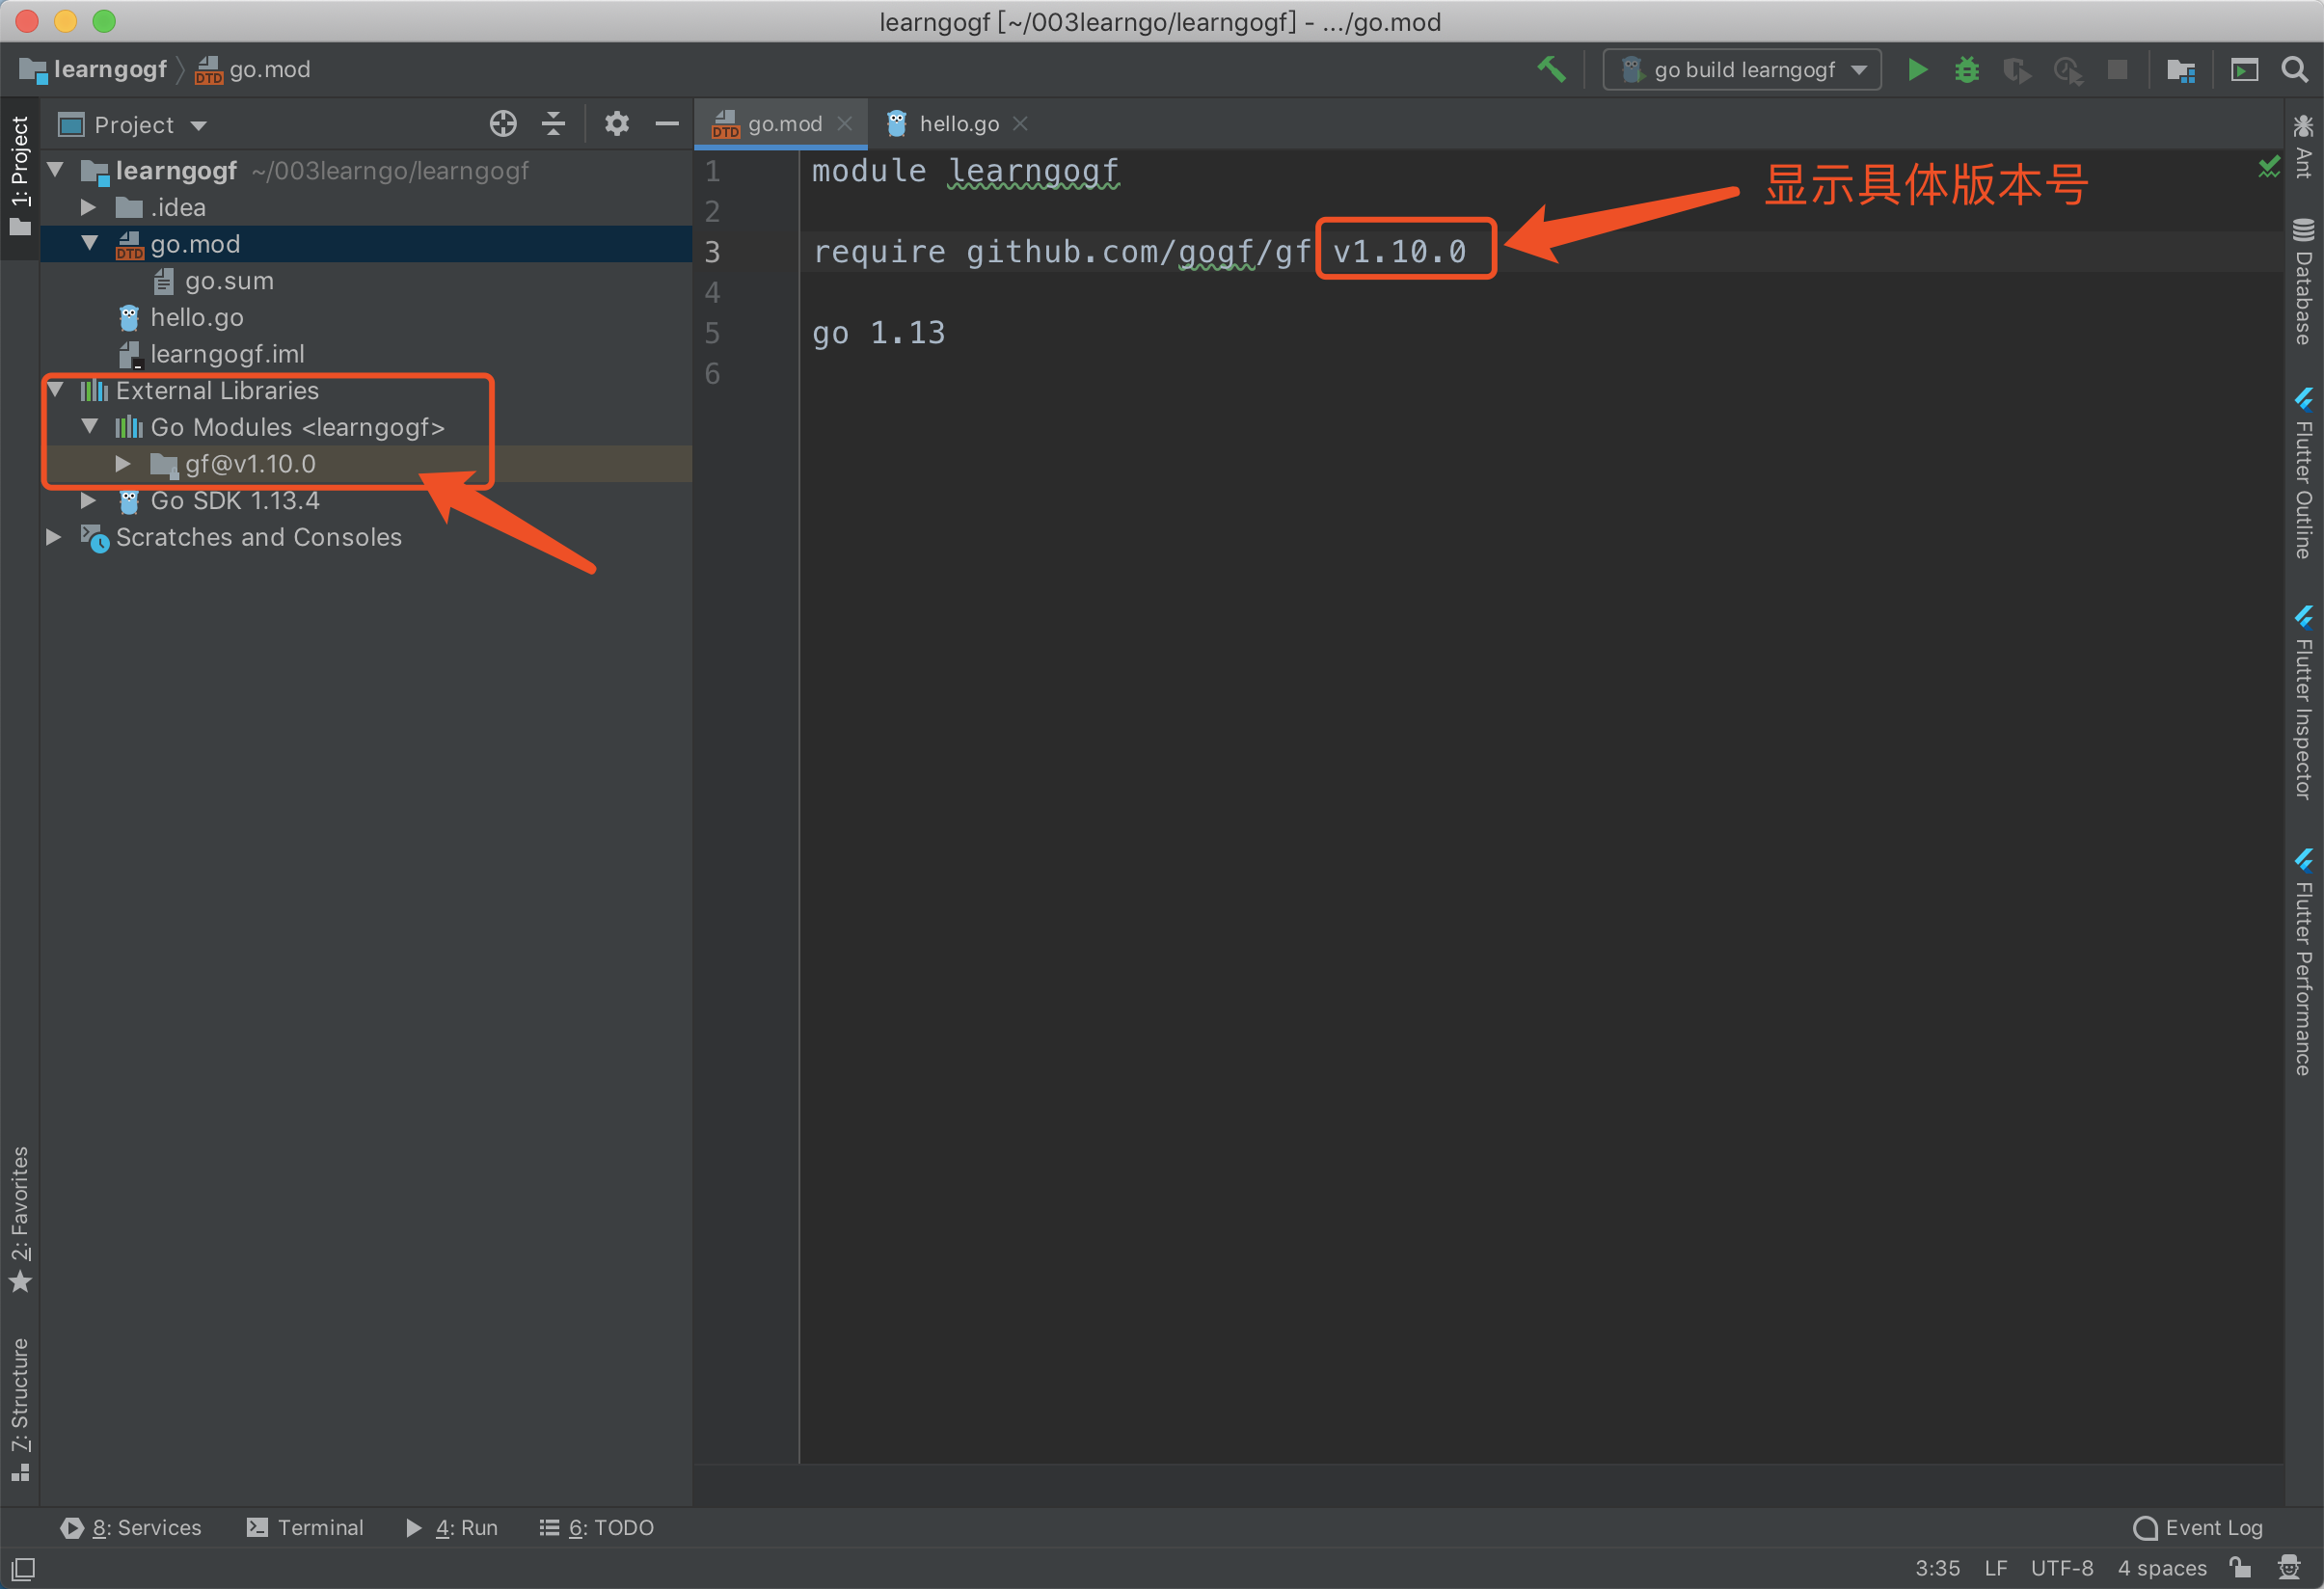 learngogf [~/003learngo/learngogf] - .../go.mod
learngogf go.mod
go build learngogf
1: Project
Project
learngogf ~/003learngo/learngogf
.idea
go.mod
go.sum
hello.go
learngogf.iml
External Libraries
Go Modules <learngogf>
gf@v1.10.0
Go SDK 1.13.4
Scratches and Consoles
go.mod hello.go
1 module learngogf
2
3 require github.com/gogf/gf v1.10.0
4
5 go 1.13
6
显示具体版本号
Ant
Database
Flutter Outline
Flutter Inspector
Flutter Performance
2: Favorites
7: Structure
8: Services Terminal 4: Run 6: TODO Event Log
3:35 LF UTF-8 4 spaces
DTD
DTD
DTD